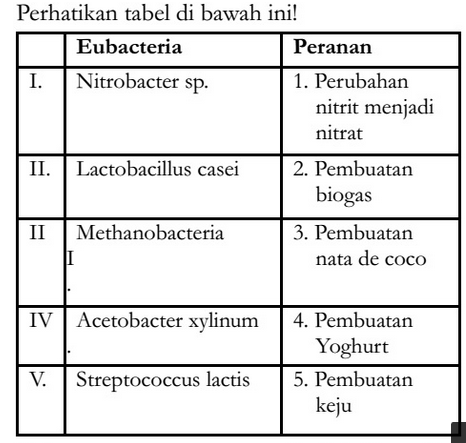 Perhatikan tabel di bawah ini!
Eubacteria Peranan
I. Nitrobacter sp. 1. Perubahan
nitrit menjadi
nitrat
II. Lactobacillus casei 2. Pembuatan
biogas
II Methanobacteria 3. Pembuatan
I nata de coco
.
IV Acetobacter xylinum 4. Pembuatan
. Yoghurt
V. Streptococcus lactis 5. Pembuatan
keju